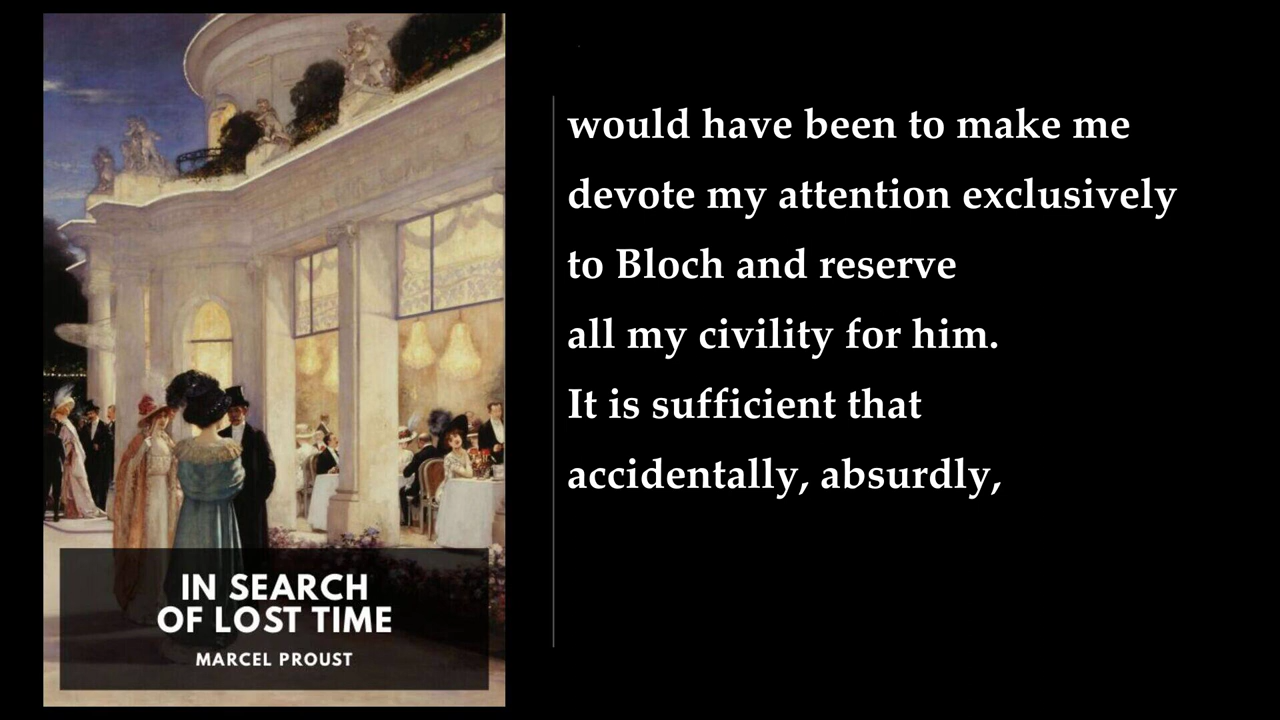 would have been to make me
devote my attention exclusively
to Bloch and reserve
all my civility for him.
It is sufficient that
accidentally, absurdly,
IN SEARCH
OF LOST TIME
MARCEL PROUST